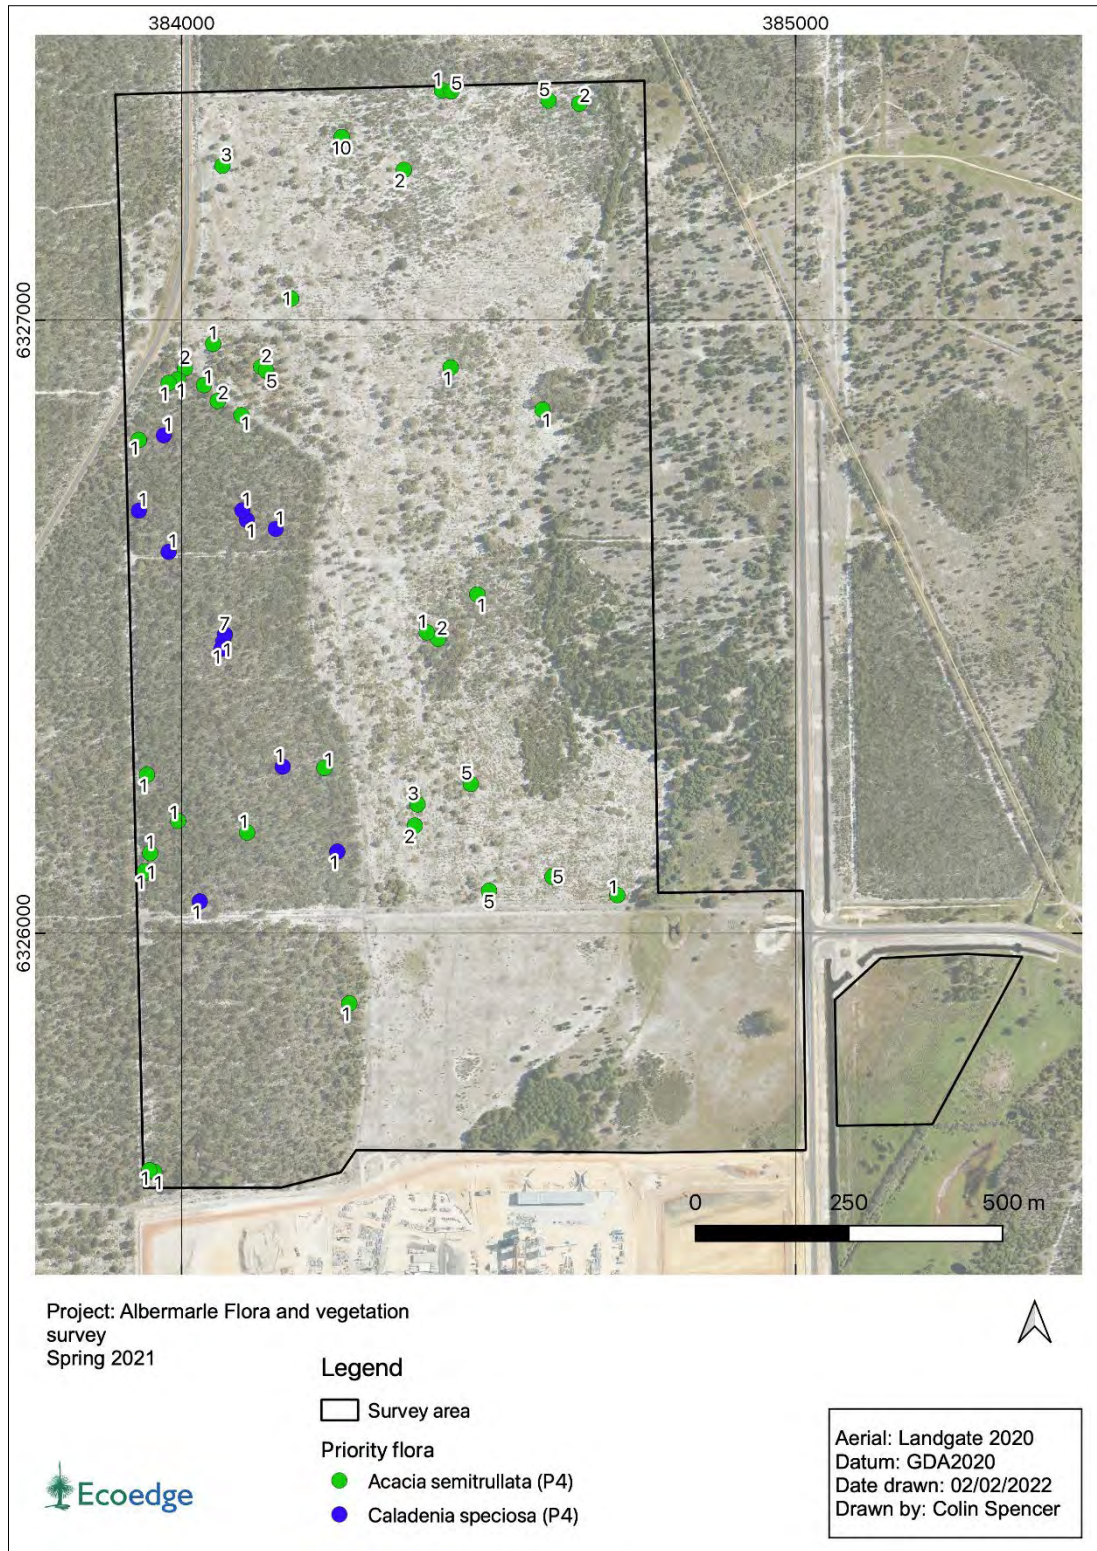 384000 385000
1 5
5 2
10
3
2
1
6327000
1
2 2
1 1 1 5
1
2
1
1
1
1
1 1
1 1
1
1
1 2
7
1 1
1 1
5
1
3
1 1 2
1
1 1
5
1 5 1
1
6326000
1
1 1
0 250 500 m
Project: Albermarle Flora and vegetation
survey
Spring 2021
Legend
Survey area
Priority flora
Acacia semitrullata (P4)
Caladenia speciosa (P4)
Ecoedge
Aerial: Landgate 2020
Datum: GDA2020
Date drawn: 02/02/2022
Drawn by: Colin Spencer